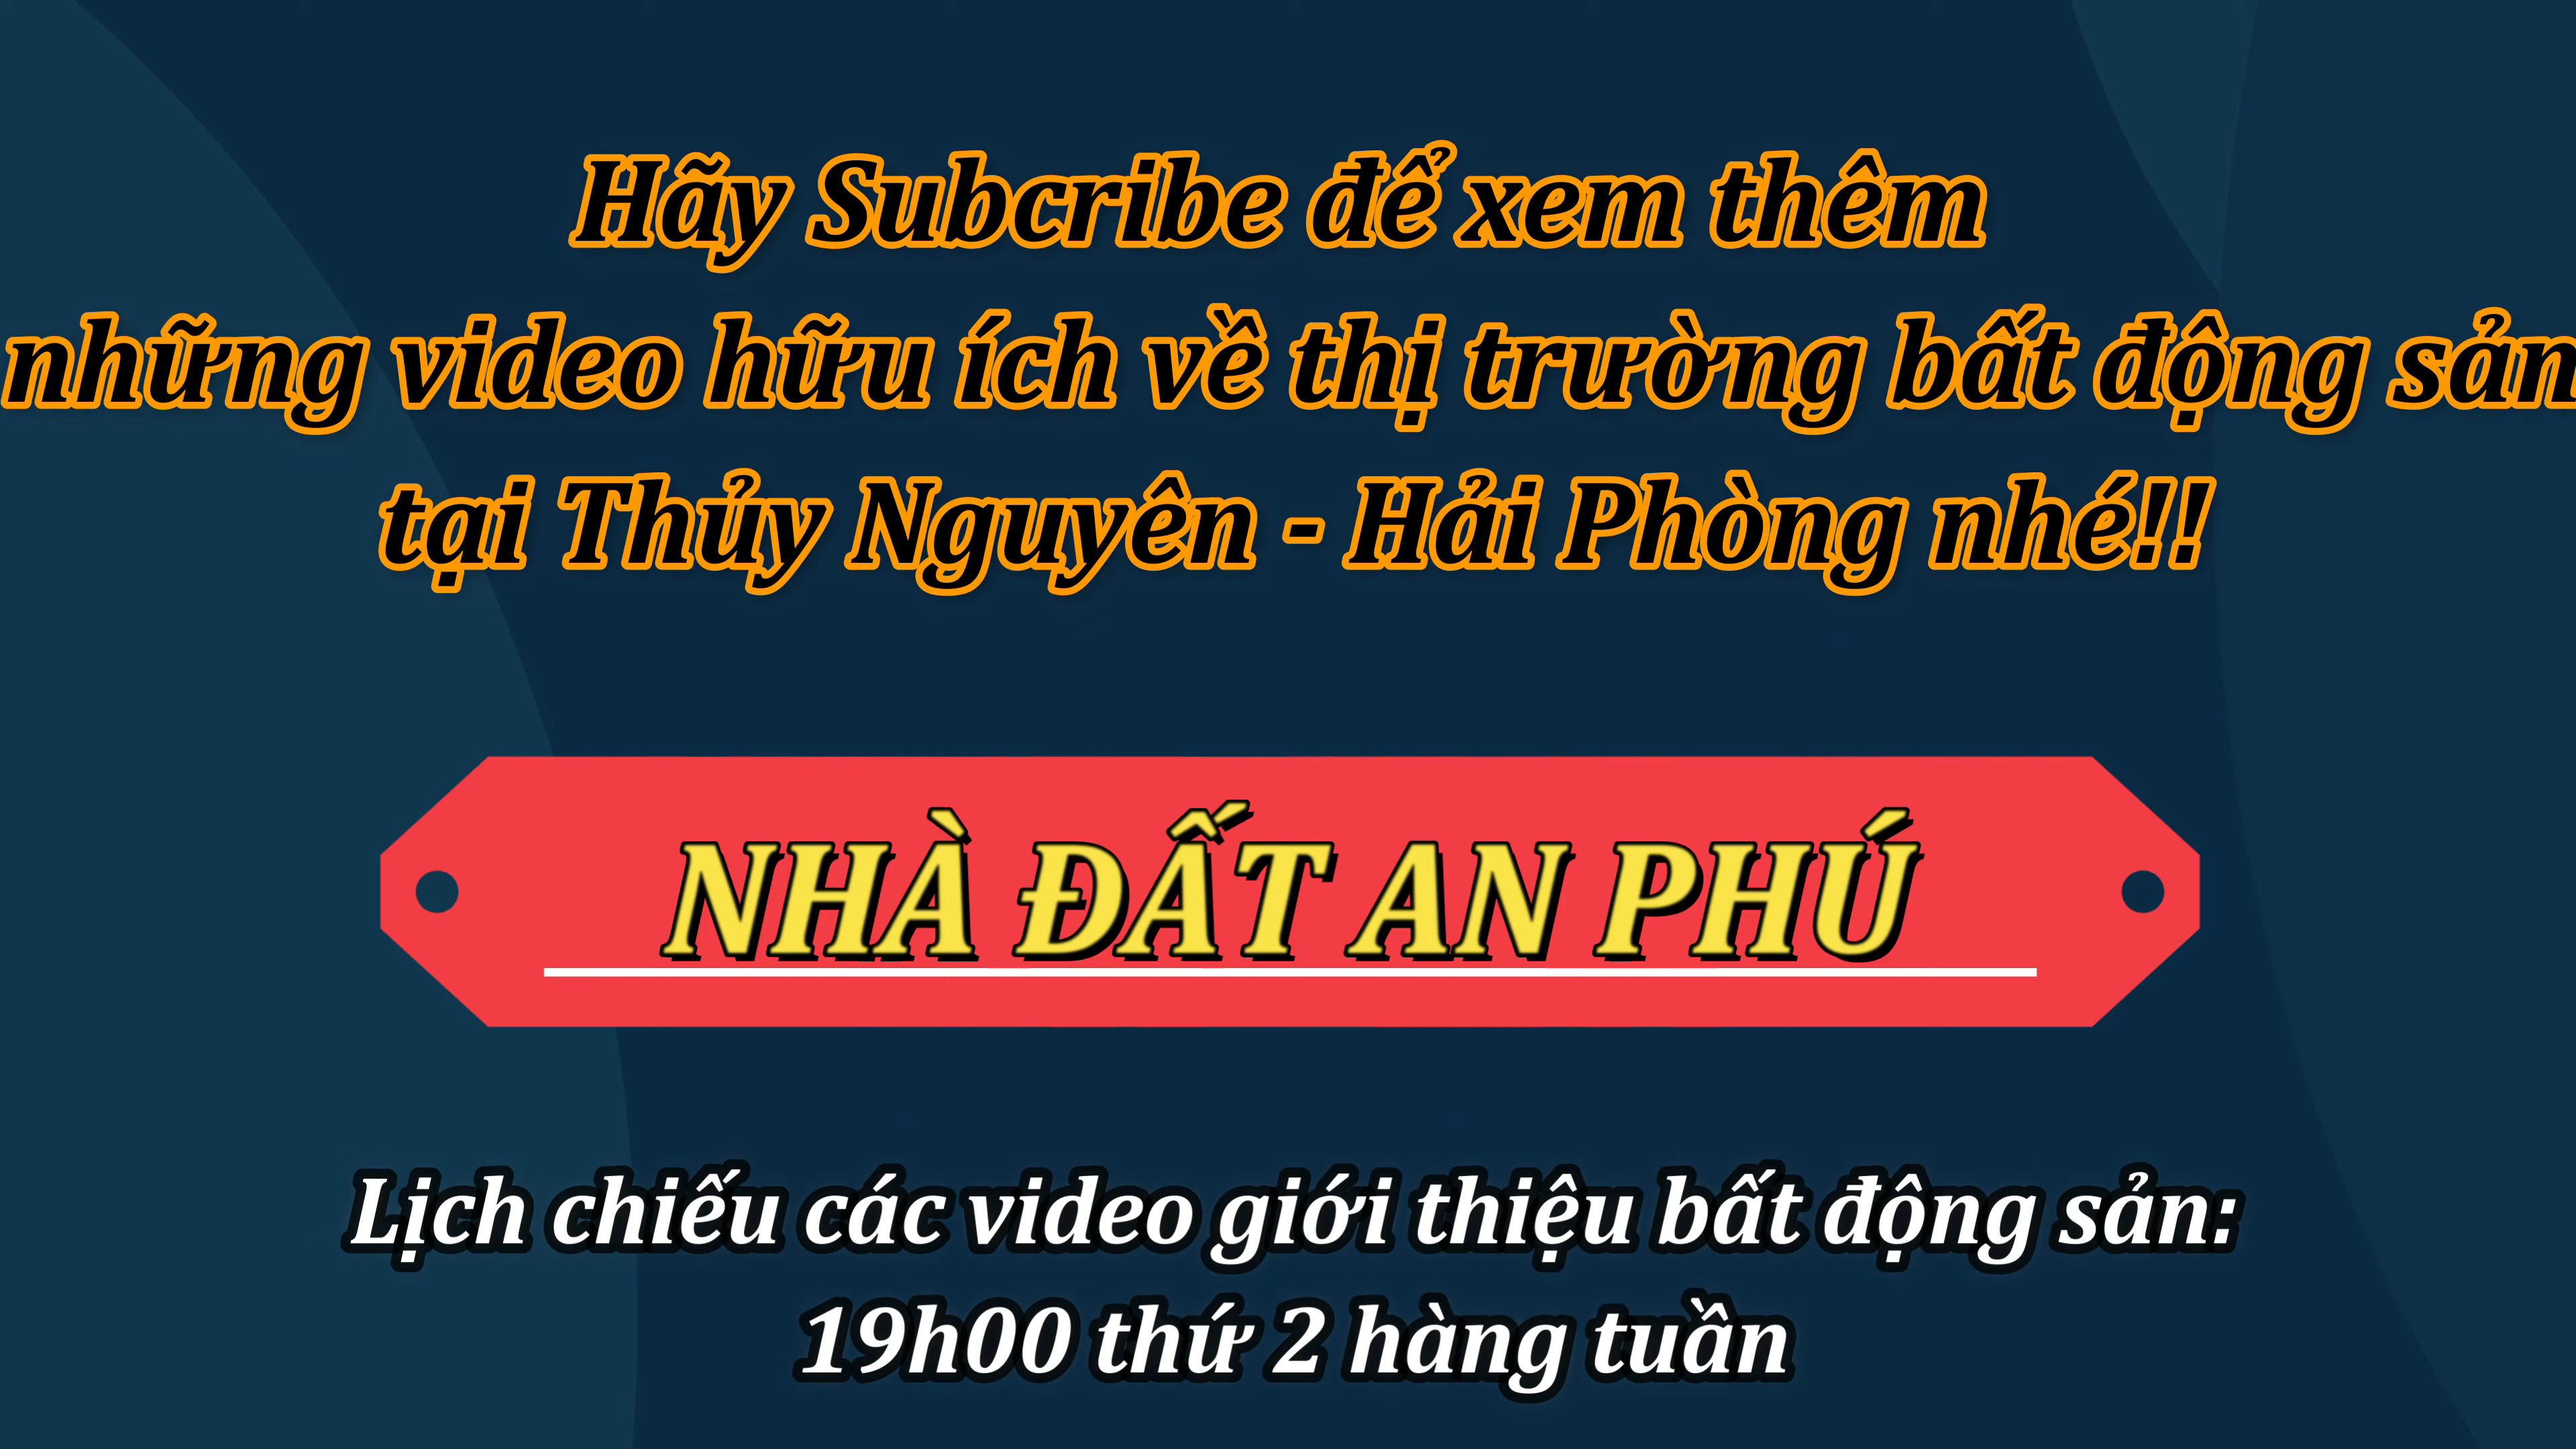 Hãy Subcribe để xem thêm
những video hữu ích về thị trường bất động sản
tại Thủy Nguyên - Hải Phòng nhé!!
NHÀ ĐẤT AN PHÚ
Lịch chiếu các video giới thiệu bất động sản:
19h00 thứ 2 hàng tuần